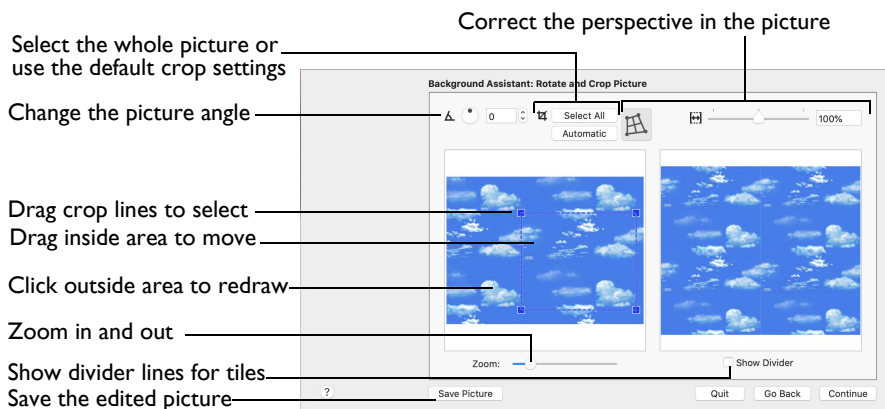 Correct the perspective in the picture
Select the whole picture or
use the default crop settings
Background Assistant: Rotate and Crop Picture
Change the picture angle
0
Select All
100%
Automatic
Drag crop lines to select
Drag inside area to move
Click outside area to redraw
Zoom in and out
Zoom:
Show Divider
Show divider lines for tiles
Save the edited picture
?
Save Picture
Quit
Go Back
Continue